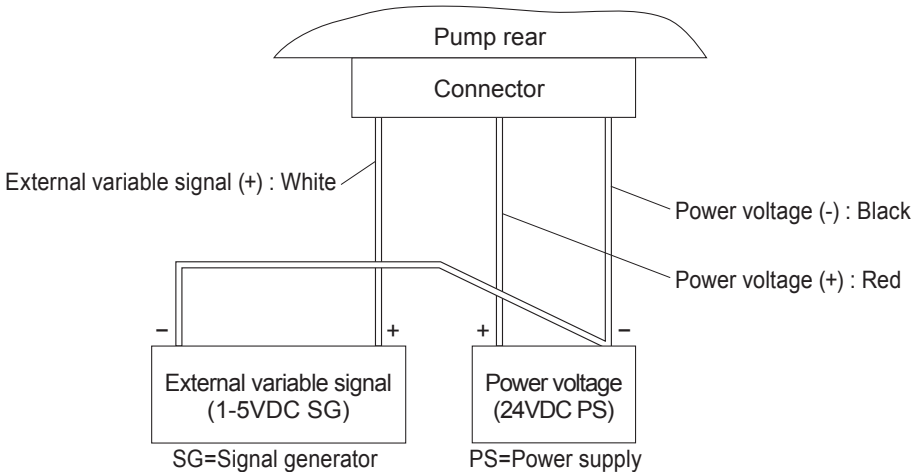 Pump rear
Connector
External variable signal (+) : White
Power voltage (-) : Black
Power voltage (+) : Red
− + + −
External variable signal
(1-5VDC SG)
Power voltage
(24VDC PS)
SG=Signal generator
PS=Power supply